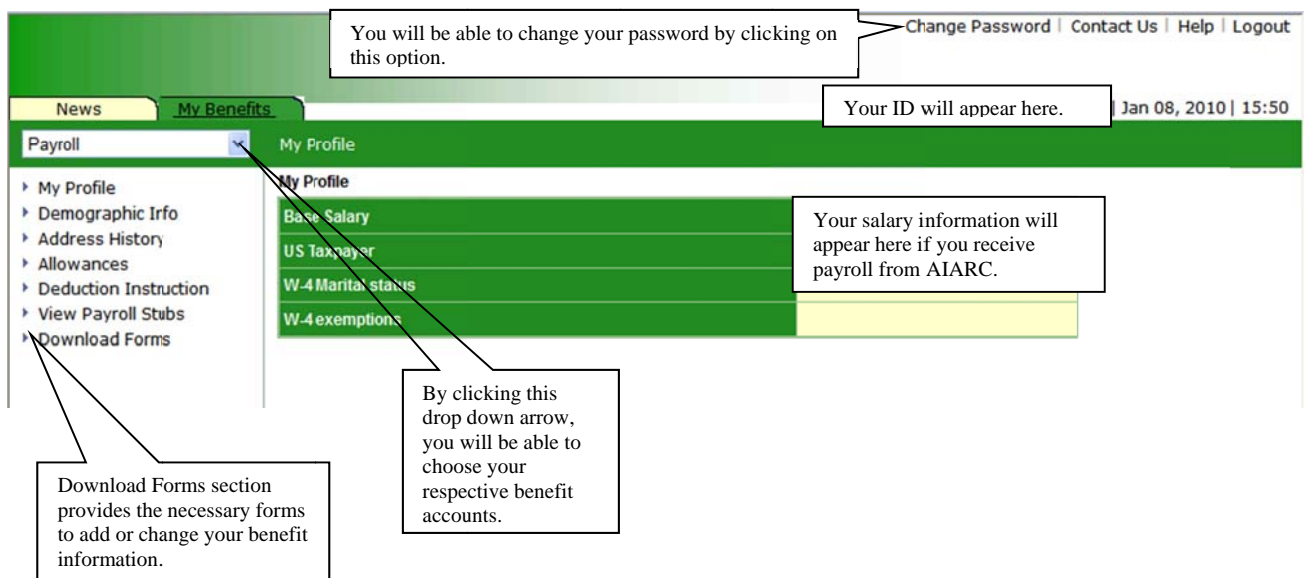 You will be able to change your password by clicking on
this option.
Change Password | Contact Us | Help | Logout
News
My Benefits
Your ID will appear here.
| Jan 08, 2010 | 15:50
Payroll
My Profile
My Profile
Demographic Info
Address History
Allowances
Deduction Instruction
View Payroll Stubs
Download Forms
My Profile
Base Salary
US Taxpayer
W-4 Marital status
W-4 exemptions
Your salary information will
appear here if you receive
payroll from AIARC.
By clicking this
drop down arrow,
you will be able to
choose your
respective benefit
accounts.
Download Forms section
provides the necessary forms
to add or change your benefit
information.